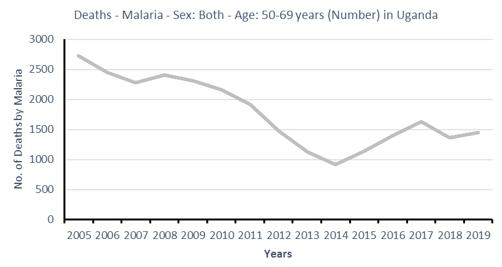 Deaths - Malaria - Sex: Both - Age: 50-69 years (Number) in Uganda
No. of Deaths by Malaria
3000
2500
2000
1500
1000
500
0
2005 2006 2007 2008 2009 2010 2011 2012 2013 2014 2015 2016 2017 2018 2019
Years